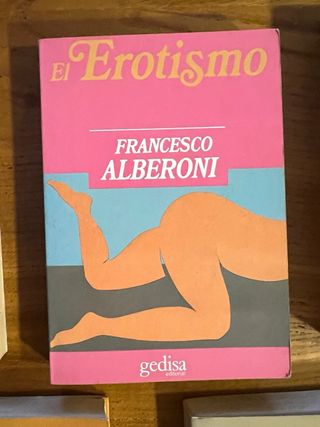 El Erotismo
FRANCESCO
ALBERONI
gedisa
editorial